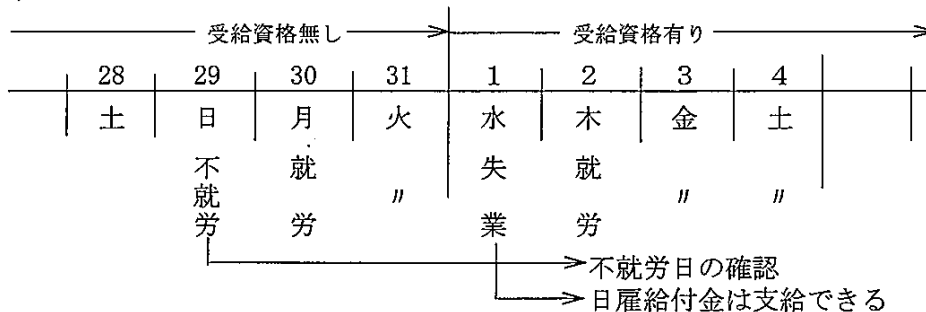 受給資格無し 受給資格有り
28 29 30 31 1 2 3 4
土 日 月 火 水 木 金 土
不就労 就労 〃 失業 就労 〃 〃
不就労日の確認
日雇給付金は支給できる